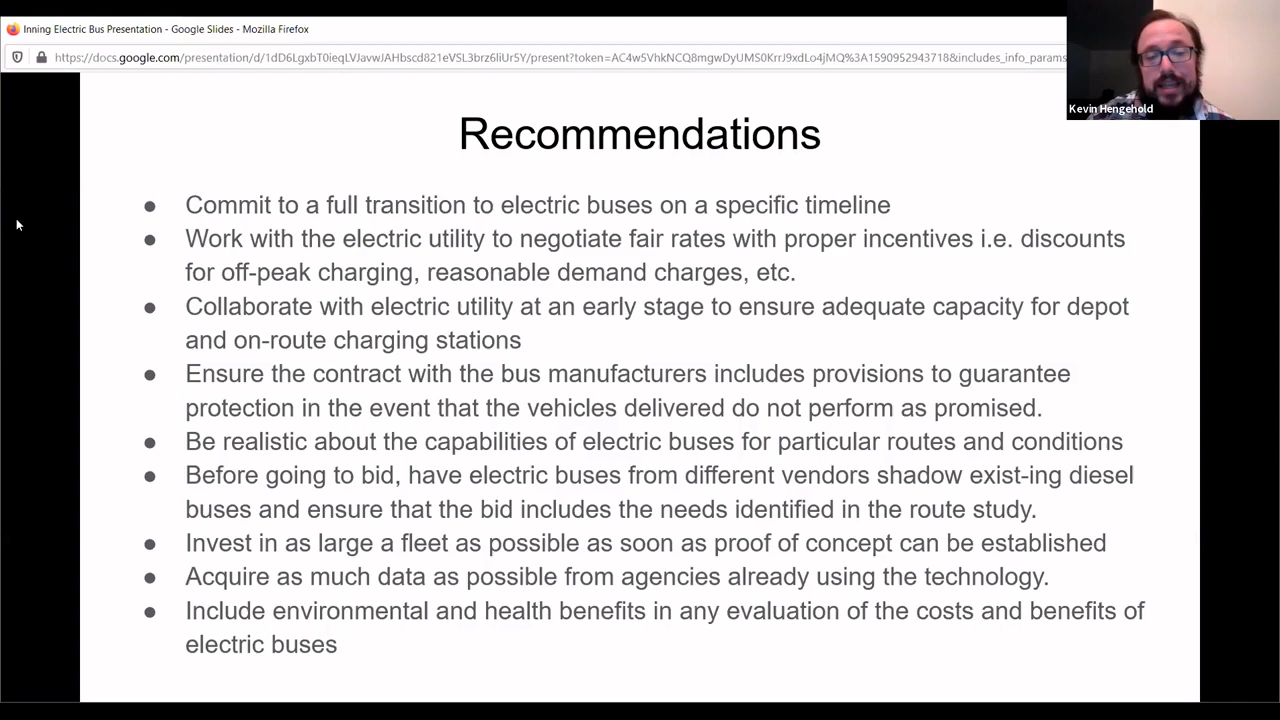 Inning Electric Bus Presentation - Google Slides - Mozilla Firefox
https://docs.google.com/presentation/d/1dD6LgxbT0ieqLVJavwJAHbscd821eVSL3brz6liUr5Y/present?token=AC4w5VhkNCQ8mgwDyUMS0KrrJ9xdLo4jMQ%3A1590952943718&includes_info_params
Kevin Hengehold
Recommendations
● Commit to a full transition to electric buses on a specific timeline
● Work with the electric utility to negotiate fair rates with proper incentives i.e. discounts
for off-peak charging, reasonable demand charges, etc.
● Collaborate with electric utility at an early stage to ensure adequate capacity for depot
and on-route charging stations
● Ensure the contract with the bus manufacturers includes provisions to guarantee
protection in the event that the vehicles delivered do not perform as promised.
● Be realistic about the capabilities of electric buses for particular routes and conditions
● Before going to bid, have electric buses from different vendors shadow exist-ing diesel
buses and ensure that the bid includes the needs identified in the route study.
● Invest in as large a fleet as possible as soon as proof of concept can be established
● Acquire as much data as possible from agencies already using the technology.
● Include environmental and health benefits in any evaluation of the costs and benefits of
electric buses